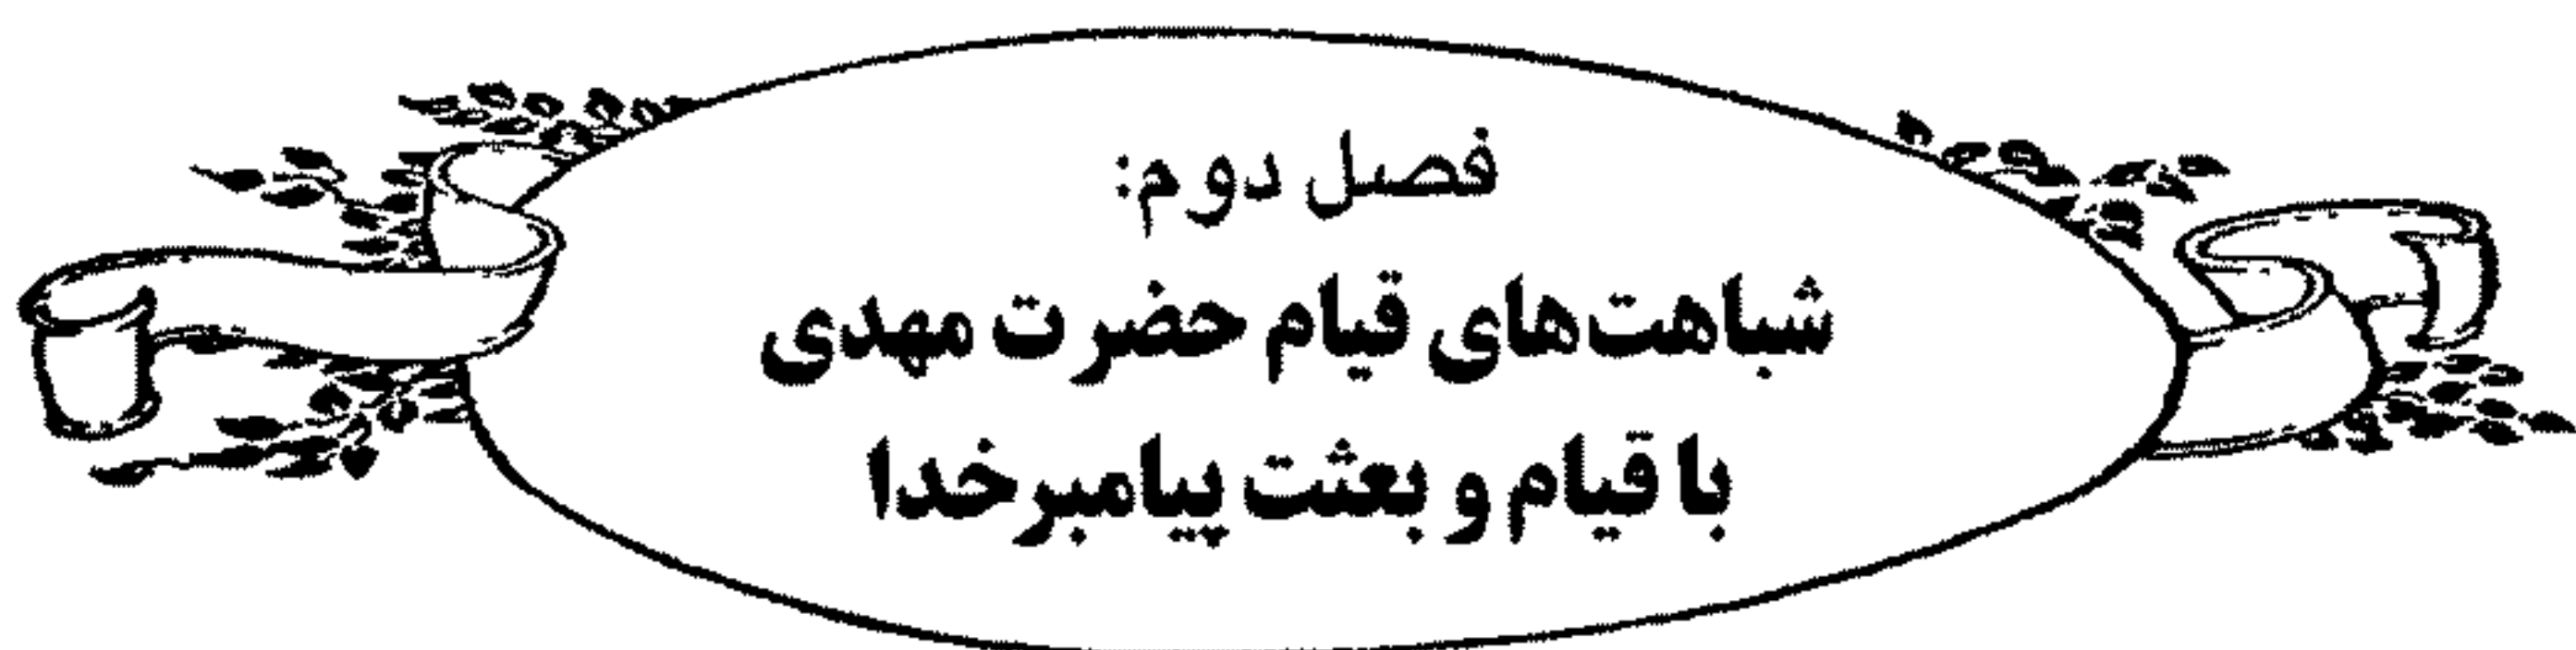 فصل دوم:
شباهت‌های قیام حضرت مهدی
با قیام و بعثت پیامبر خدا